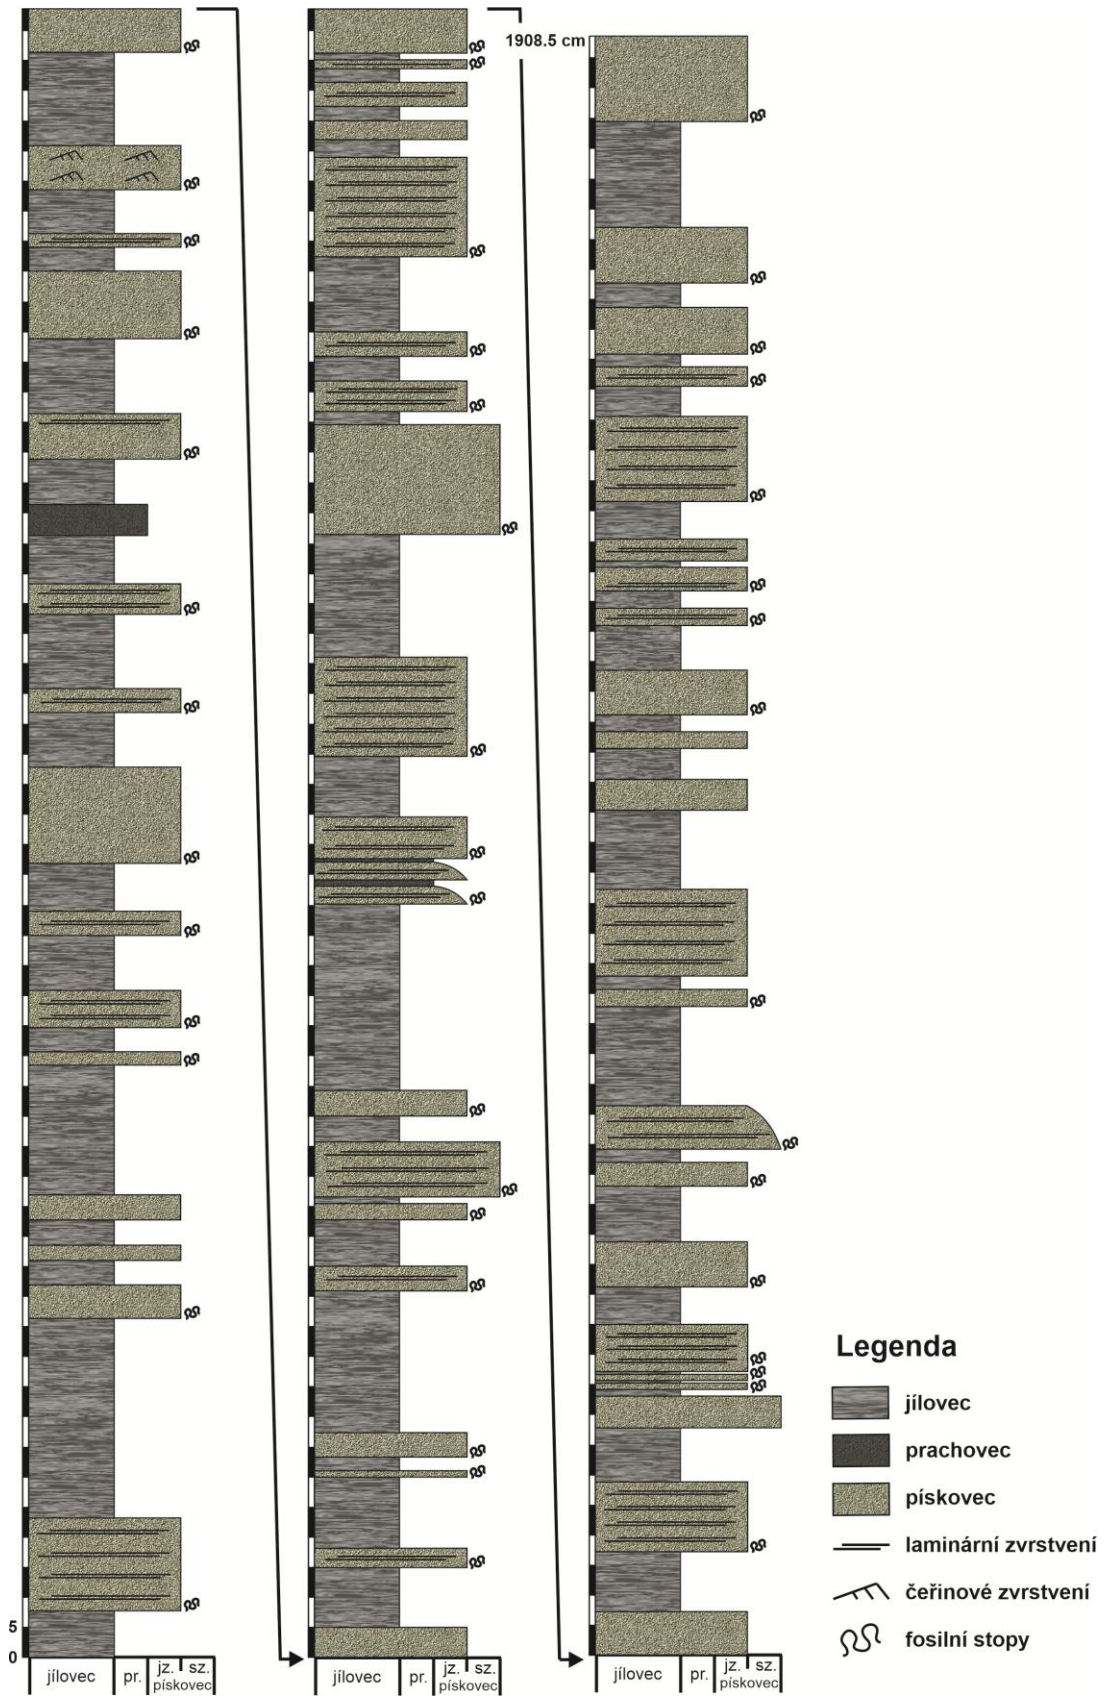 1908.5 cm
5
0
jílovec pr. jz. sz.
pískovec
jílovec pr. jz. sz.
pískovec
jílovec pr. jz. sz.
pískovec
Legenda
jílovec
prachovec
pískovec
laminární zvrstvení
čeřinové zvrstvení
fosilní stopy